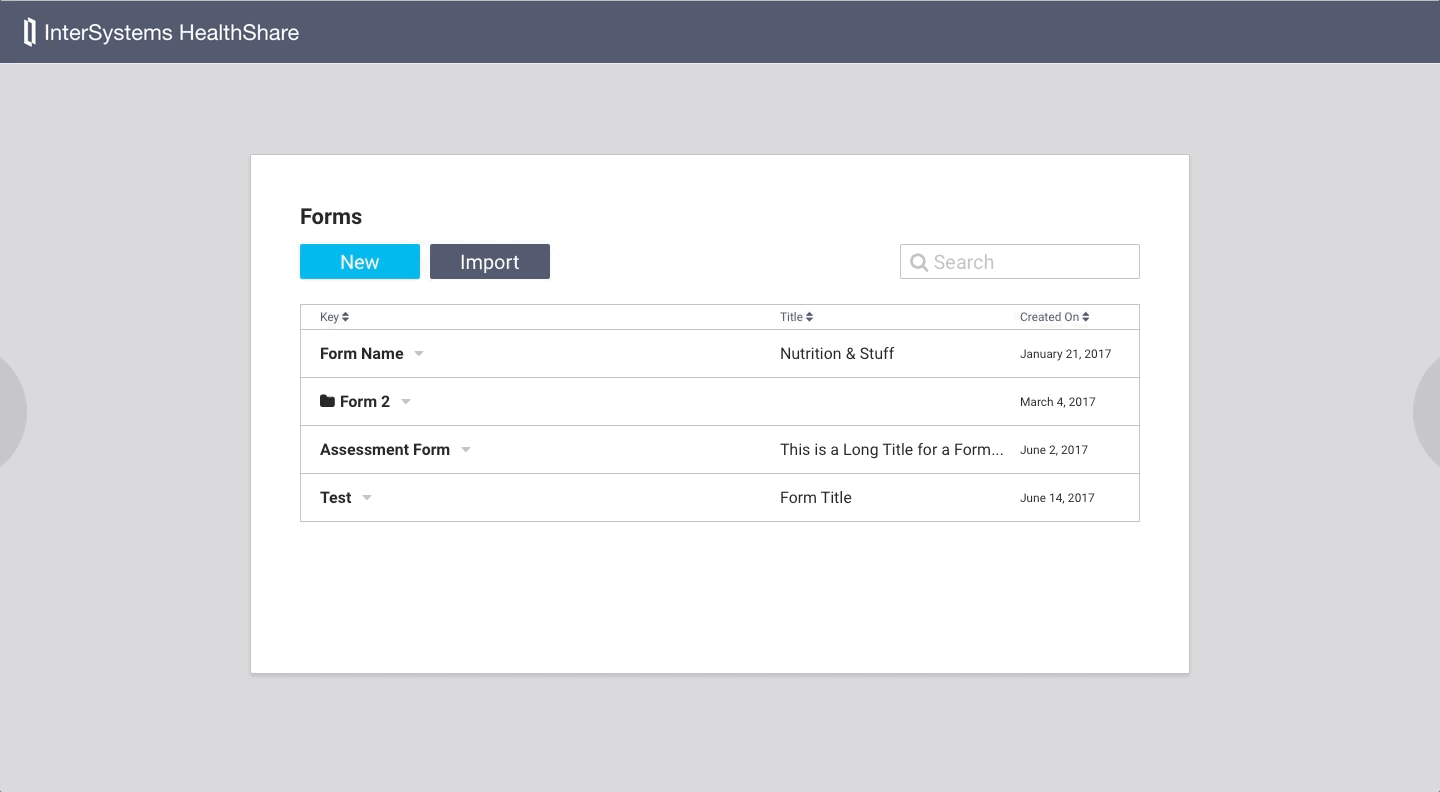 InterSystems HealthShare
Forms
New Import Search
Key Title Created On
Form Name Nutrition & Stuff January 21, 2017
Form 2 March 4, 2017
Assessment Form This is a Long Title for a Form... June 2, 2017
Test Form Title June 14, 2017